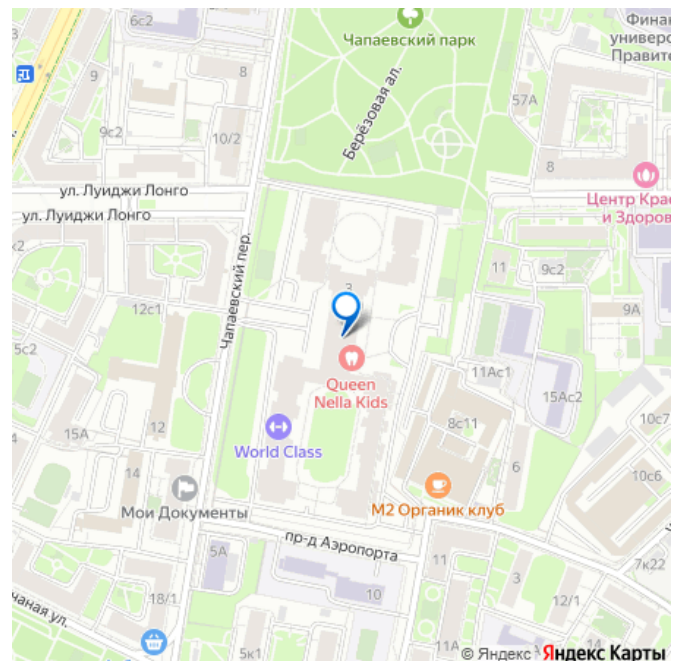 6с2
Чапаевский парк
Финан
универс
Правите
9
8
Берёзовая ал.
57А
9с2
10/2
8
ул. Луиджи Лонго
ул. Луиджи Лонго
Центр Крас
и Здоров
к2
Чапаевский пер.
3
11
9с2
9А
12с1
5с2
Queen
Nella Kids
11Ас1
15Ас2
10с7
15А
12
World Class
8с11
14
6
10с6
Мои Документы
М2 Органик клуб
пр-д Аэропорта
5А
11
3
7к22
чаная ул.
18/1
10
12/1
5к1
11А
© Яндекс Яндекс Карты